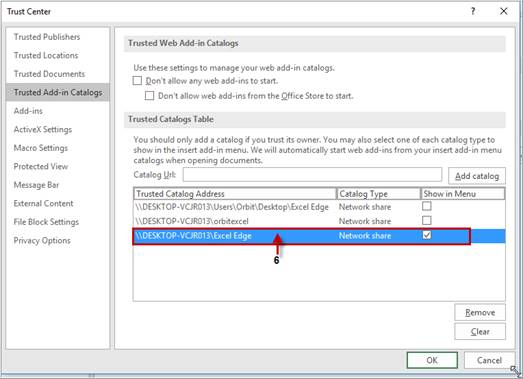 Trust Center
Trusted Publishers
Trusted Locations
Trusted Documents
Trusted Add-in Catalogs
Add-ins
ActiveX Settings
Macro Settings
Protected View
Message Bar
External Content
File Block Settings
Privacy Options
Trusted Web Add-in Catalogs
Use these settings to manage your web add-in catalogs.
Don't allow any web add-ins to start.
Don't allow web add-ins from the Office Store to start.
Trusted Catalogs Table
You should only add a catalog if you trust its owner. You may also select one of each catalog type to
show in the insert add-in menu. We will automatically start web add-ins from your insert add-in menu
catalogs when opening documents.
Catalog Url:
Add catalog
Trusted Catalog Address Catalog Type Show in Menu
\\DESKTOP-VCJR013\Users\Orbit\Desktop\Excel Edge Network share
\\DESKTOP-VCJR013\orbitexcel Network share
\\DESKTOP-VCJR013\Excel Edge Network share
6
Remove
Clear
OK Cancel